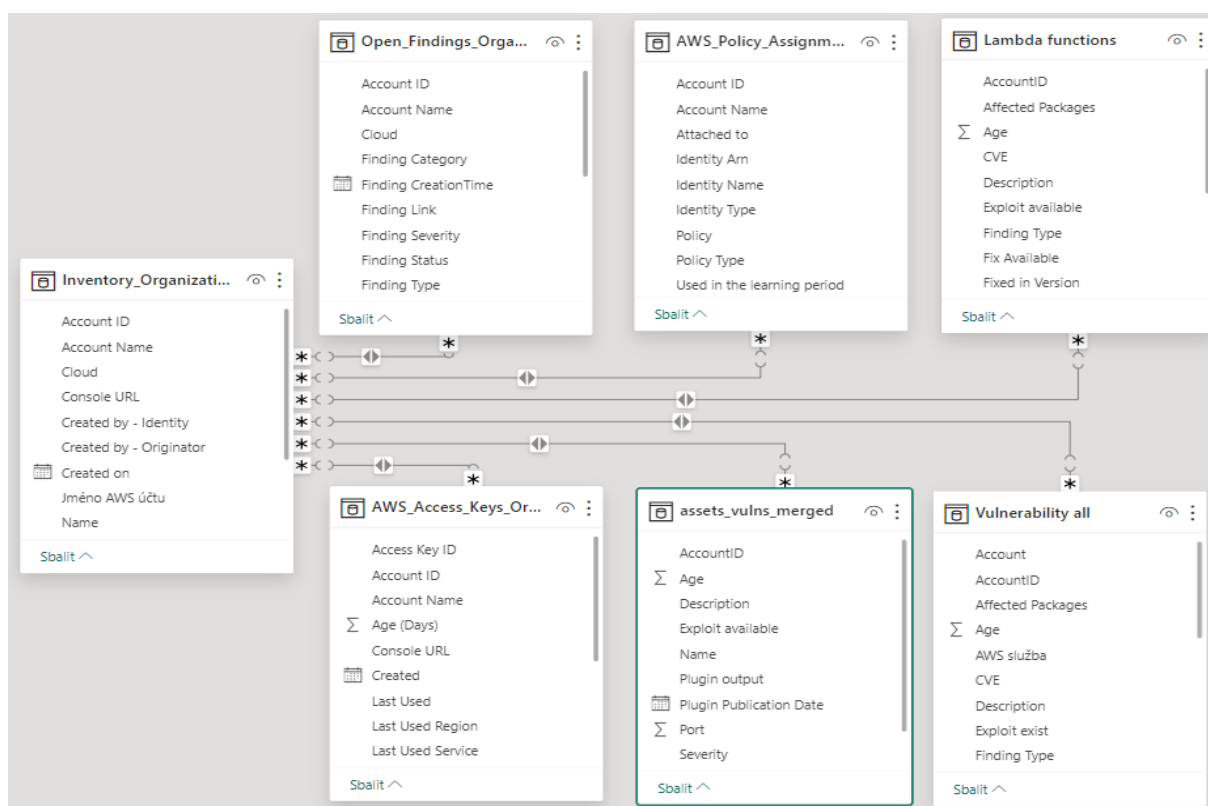 Open_Findings_Orga...
Account ID
Account Name
Cloud
Finding Category
Finding CreationTime
Finding Link
Finding Severity
Finding Status
Finding Type
Sbalit
AWS_Policy_Assignm...
Account ID
Account Name
Attached to
Identity Arn
Identity Name
Identity Type
Policy
Policy Type
Used in the learning period
Sbalit
Lambda functions
AccountID
Affected Packages
Age
CVE
Description
Exploit available
Finding Type
Fix Available
Fixed in Version
Sbalit
Inventory_Organizati...
Account ID
Account Name
Cloud
Console URL
Created by - Identity
Created by - Originator
Created on
Jméno AWS účtu
Name
Sbalit
AWS_Access_Keys_Or...
Access Key ID
Account ID
Account Name
Age (Days)
Console URL
Created
Last Used
Last Used Region
Last Used Service
Sbalit
assets_vulns_merged
AccountID
Age
Description
Exploit available
Name
Plugin output
Plugin Publication Date
Port
Severity
Sbalit
Vulnerability all
Account
AccountID
Affected Packages
Age
AWS služba
CVE
Description
Exploit exist
Finding Type
Sbalit